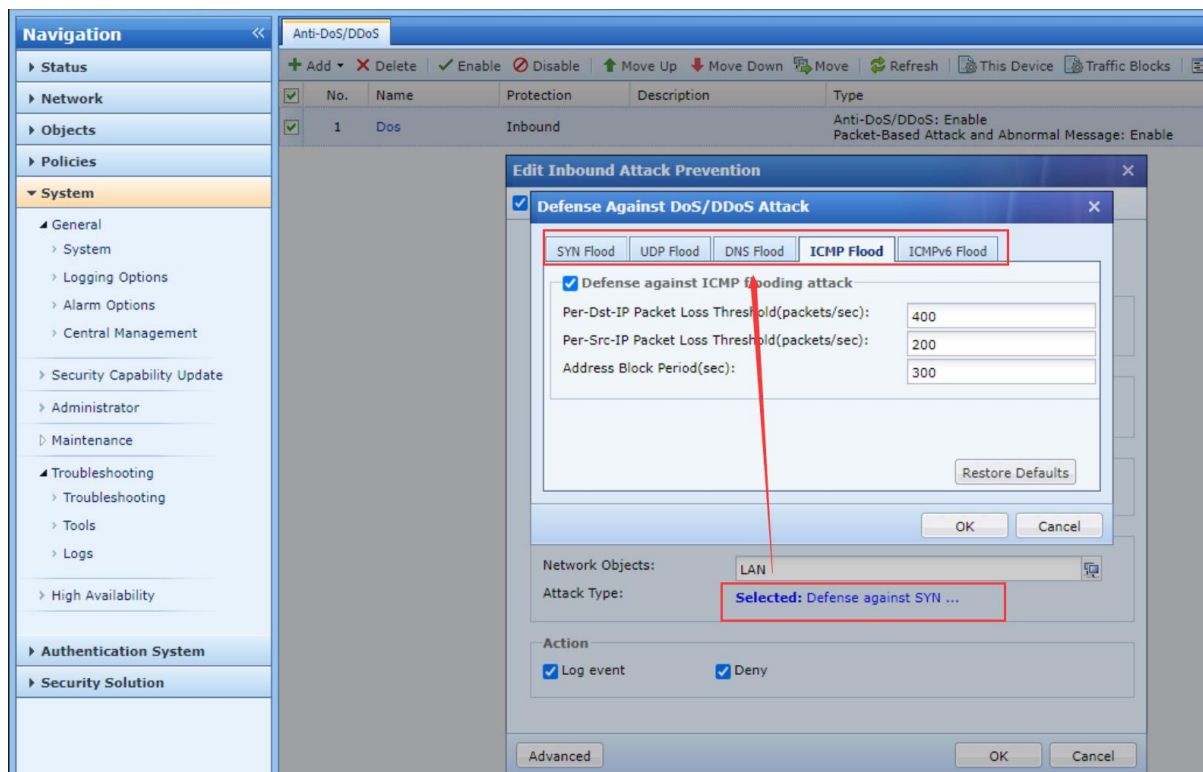 Navigation
Status
Network
Objects
Policies
System
General
System
Logging Options
Alarm Options
Central Management
Security Capability Update
Administrator
Maintenance
Troubleshooting
Troubleshooting
Tools
Logs
High Availability
Authentication System
Security Solution
Anti-DoS/DDoS
Add Delete Enable Disable Move Up Move Down Move Refresh This Device Traffic Blocks
No. Name Protection Description Type
1 Dos Inbound Anti-DoS/DDoS: Enable
Packet-Based Attack and Abnormal Message: Enable
Edit Inbound Attack Prevention
Defense Against DoS/DDoS Attack
SYN Flood UDP Flood DNS Flood ICMP Flood ICMPv6 Flood
Defense against ICMP flooding attack
Per-Dst-IP Packet Loss Threshold(packets/sec): 400
Per-Src-IP Packet Loss Threshold(packets/sec): 200
Address Block Period(sec): 300
Restore Defaults
OK Cancel
Network Objects: LAN
Attack Type: Selected: Defense against SYN ...
Action
Log event Deny
Advanced OK Cancel